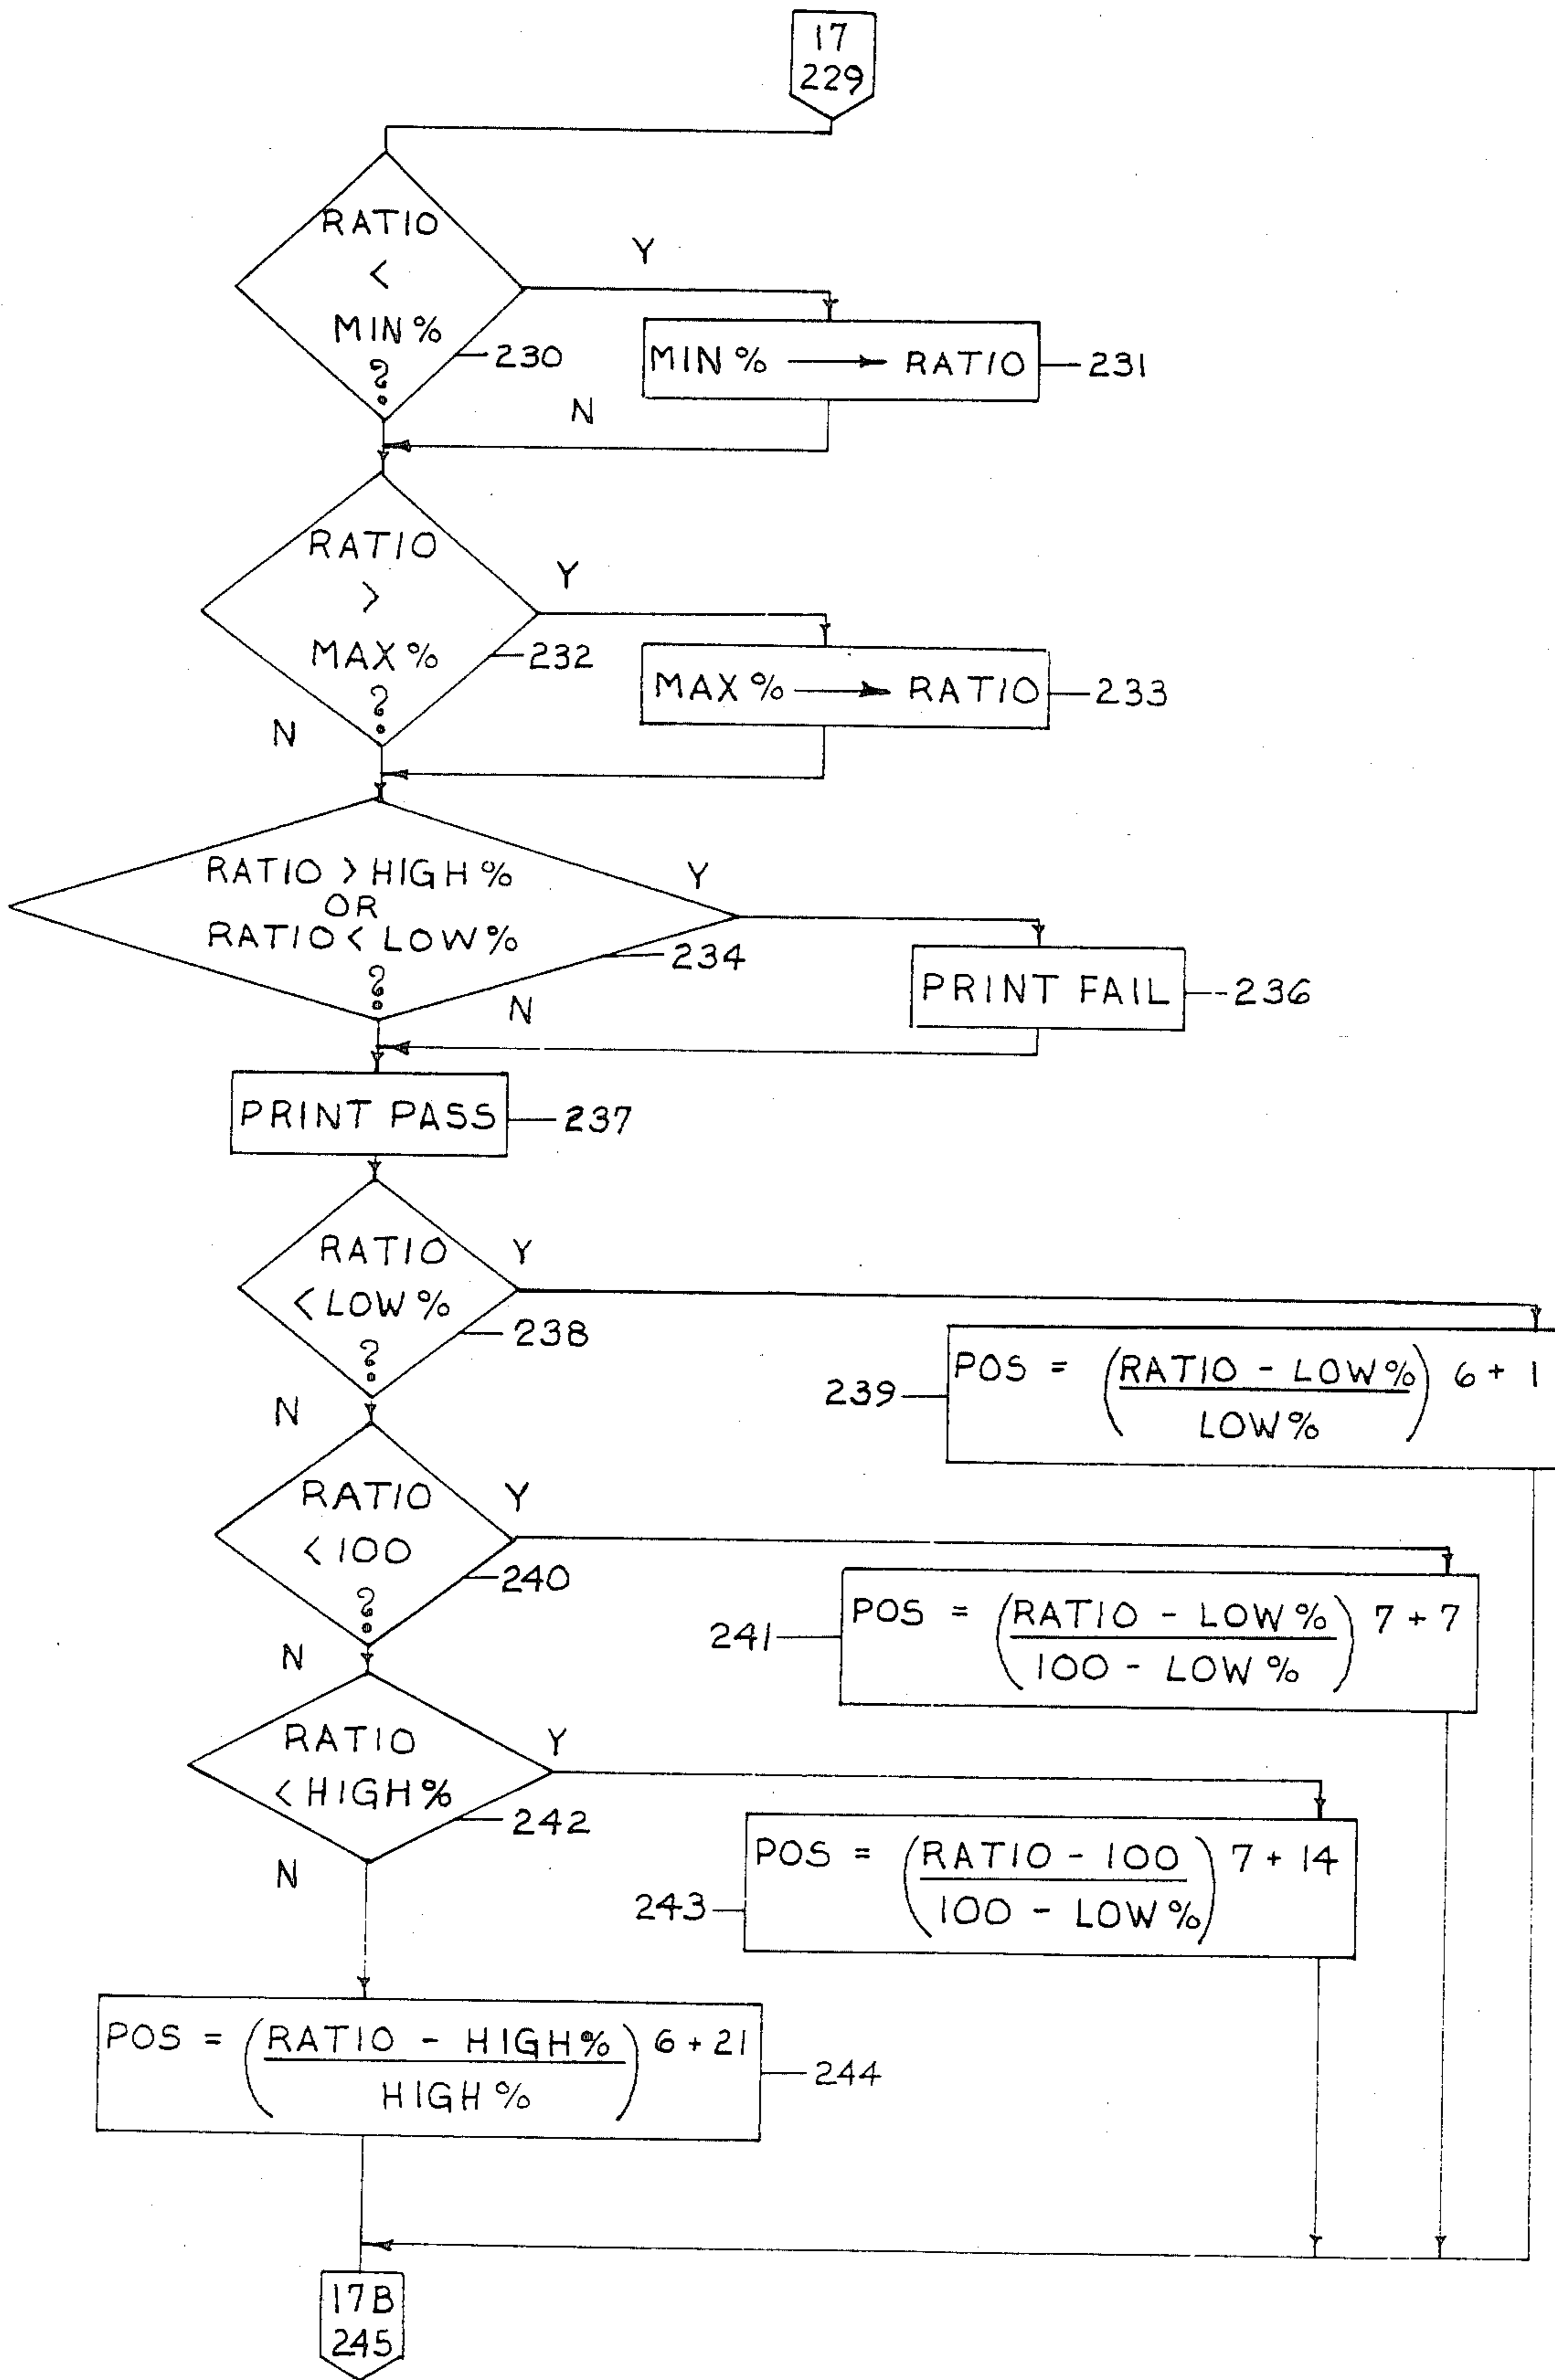 17
229
RATIO
<
MIN%
?
230
Y
N
MIN% → RATIO
231
RATIO
>
MAX%
?
232
Y
N
MAX% → RATIO
233
RATIO > HIGH%
OR
RATIO < LOW%
?
234
Y
N
PRINT FAIL
236
PRINT PASS
237
RATIO
< LOW%
?
238
Y
N
239
POS = (RATIO - LOW% / LOW%) 6 + 1
RATIO
< 100
?
240
Y
N
241
POS = (RATIO - LOW% / 100 - LOW%) 7 + 7
RATIO
< HIGH%
242
Y
N
243
POS = (RATIO - 100 / 100 - LOW%) 7 + 14
POS = (RATIO - HIGH% / HIGH%) 6 + 21
244
17B
245